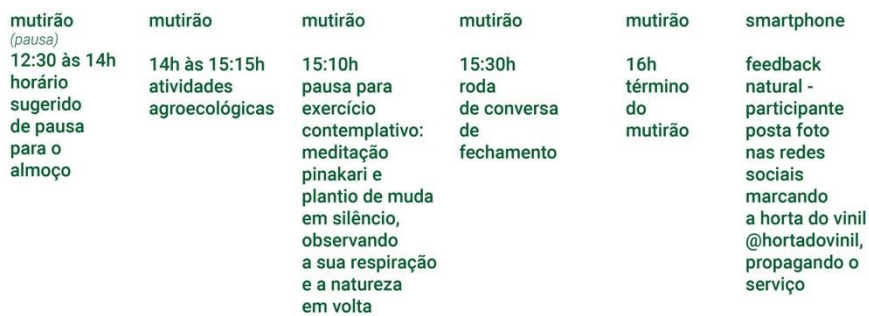 mutirão
(pausa)
12:30 às 14h
horário
sugerido
de pausa
para o
almoço
mutirão
14h às 15:15h
atividades
agroecológicas
mutirão
15:10h
pausa para
exercício
contemplativo:
meditação
pinakari e
plantio de muda
em silêncio,
observando
a sua respiração
e a natureza
em volta
mutirão
15:30h
roda
de conversa
de
fechamento
mutirão
16h
término
do
mutirão
smartphone
feedback
natural -
participante
posta foto
nas redes
sociais
marcando
a horta do vinil
@hortadovinil,
propagando o
serviço